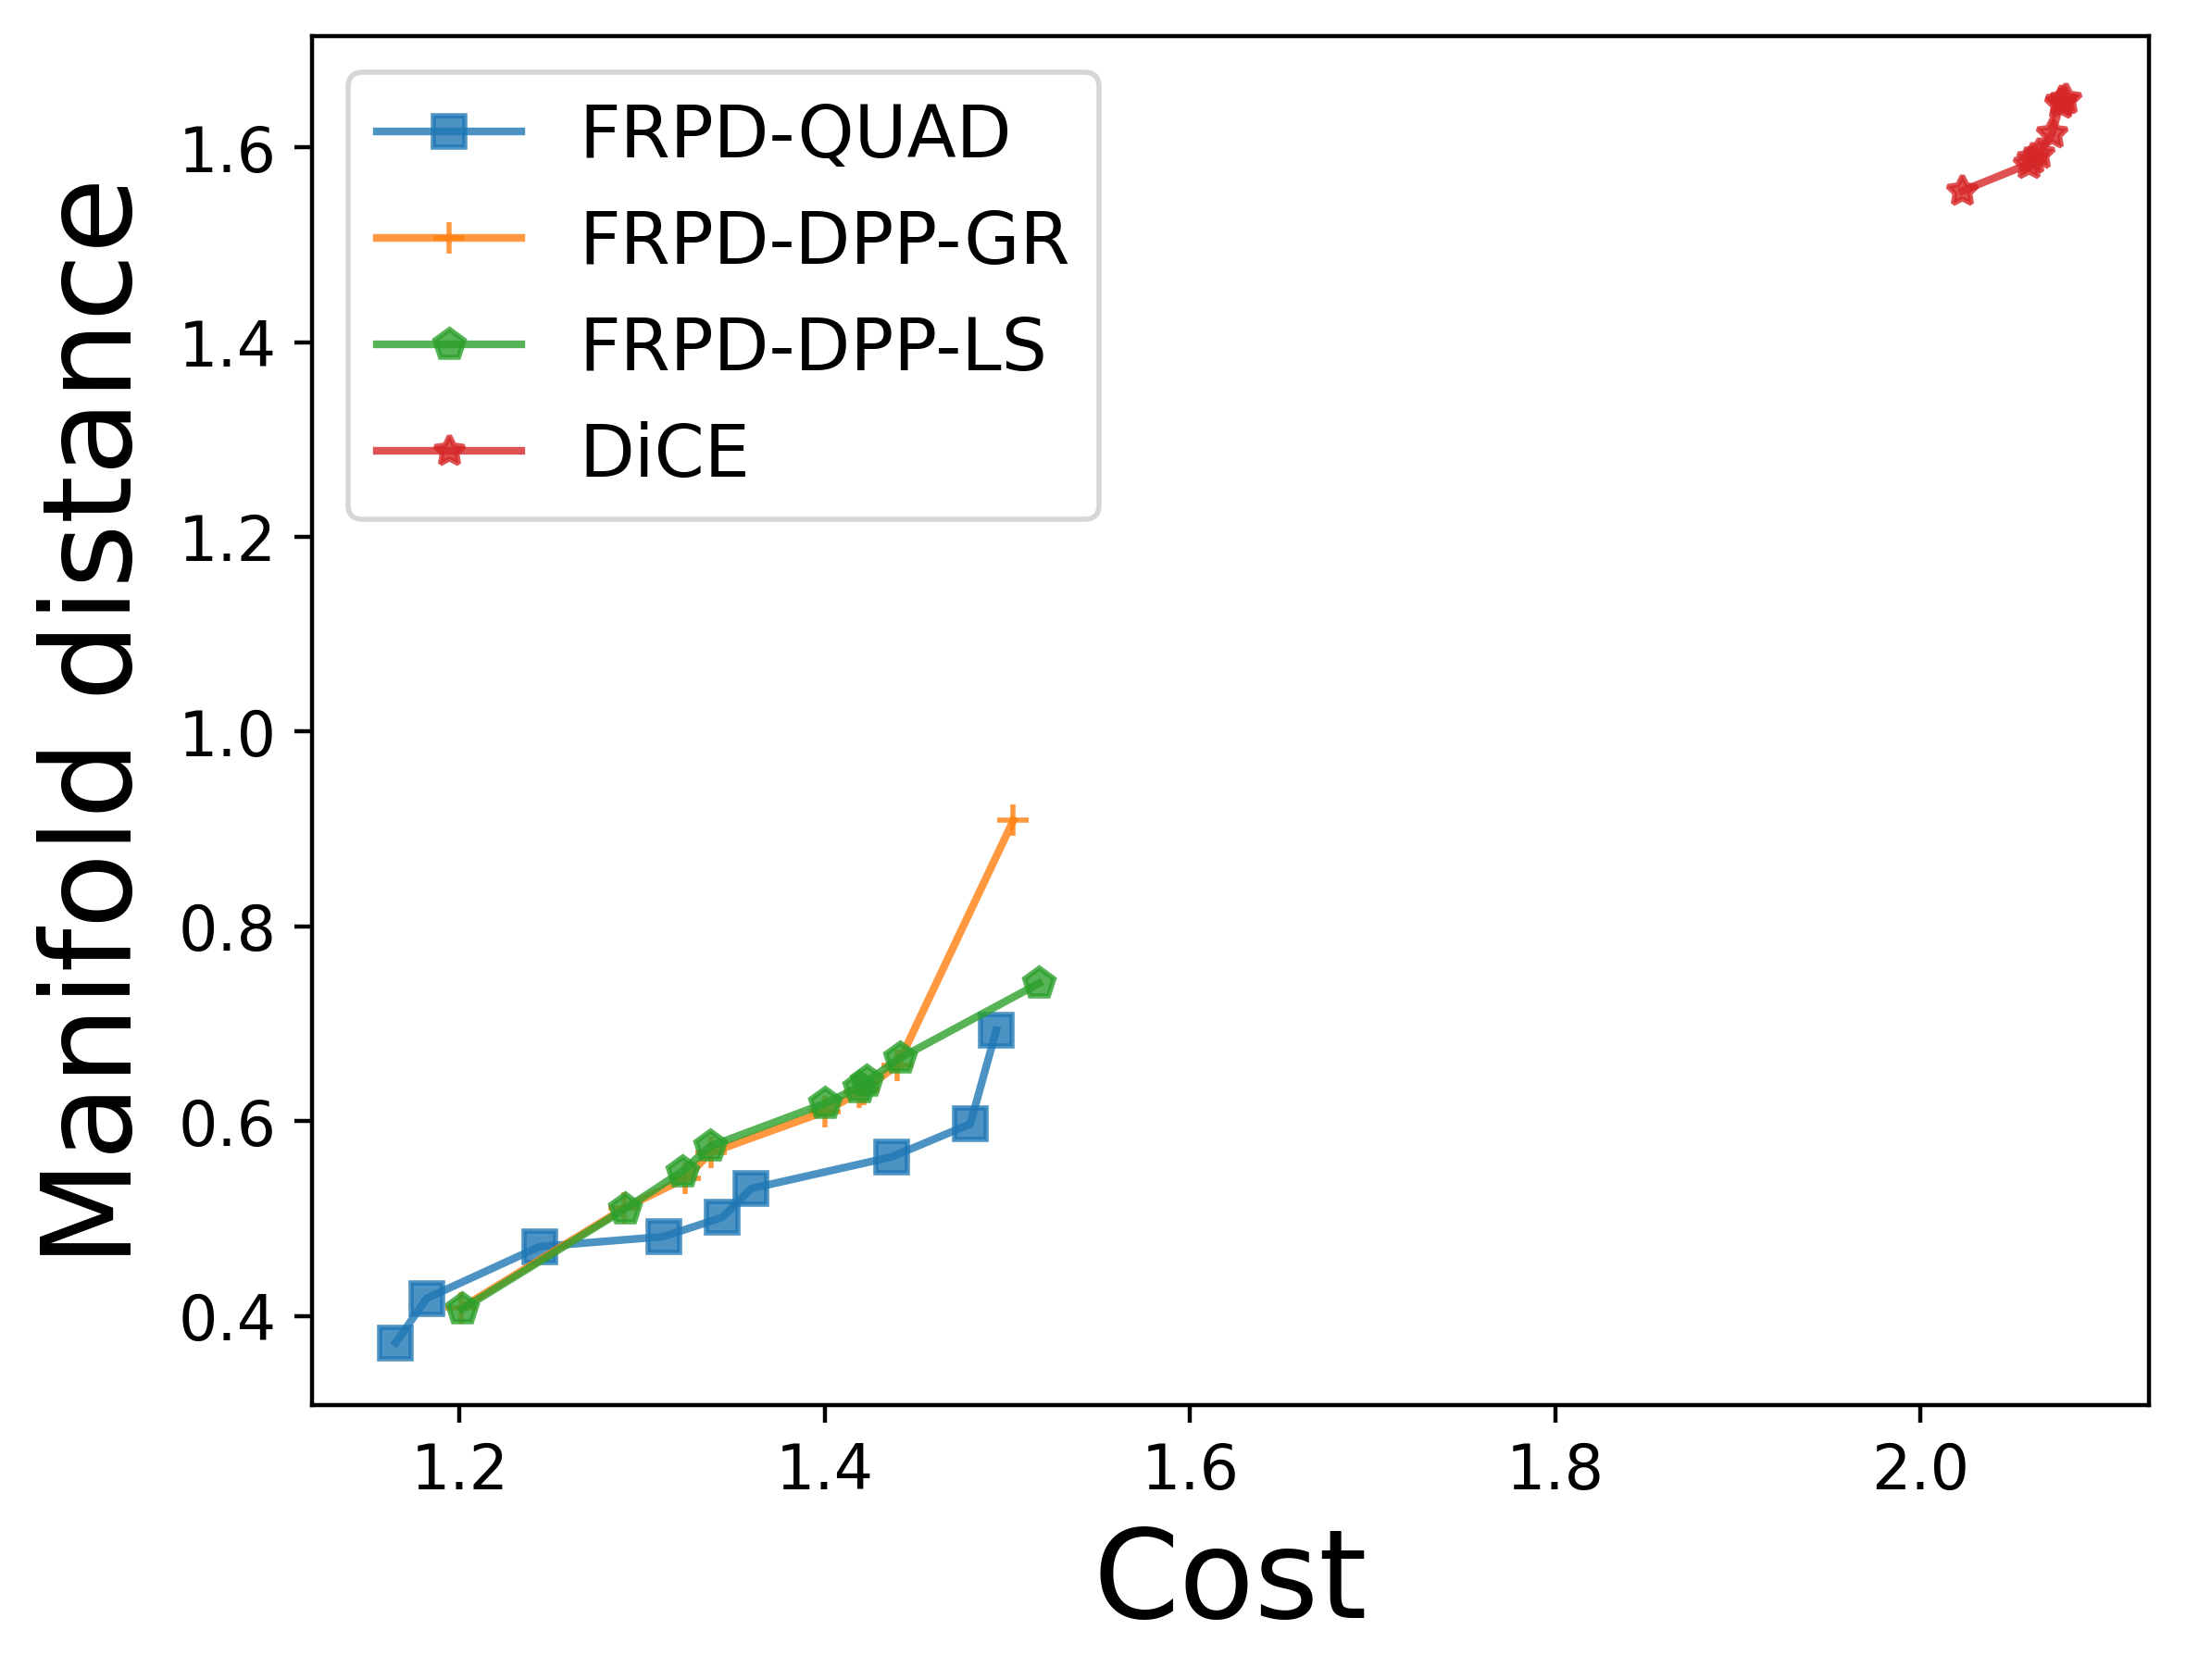 FRPD-QUAD
FRPD-DPP-GR
FRPD-DPP-LS
DiCE
Manifold distance
1.6
1.4
1.2
1.0
0.8
0.6
0.4
1.2 1.4 1.6 1.8 2.0
Cost